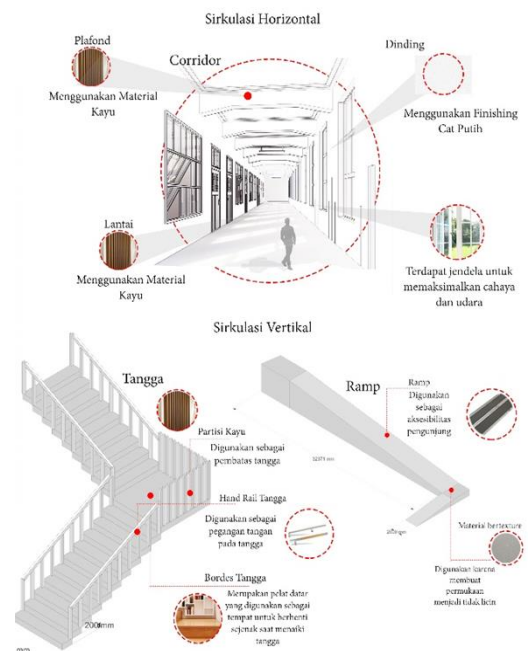 Sirkulasi Horizontal
Plafond
Menggunakan Material
Kayu
Corridor
Dinding
Menggunakan Finishing
Cat Putih
Lantai
Menggunakan Material
Kayu
Terdapat jendela untuk
memaksimalkan cahaya
dan udara
Sirkulasi Vertikal
Tangga
Partisi Kayu
Digunakan sebagai
pembatas tangga
Hand Rail Tangga
Digunakan sebagai
pegangan tangan
pada tangga
Bordes Tangga
Merupakan pelat datar
yang digunakan sebagai
tempat untuk berhenti
sejenak saat menaiki
tangga
mm
Ramp
Ramp
Digunakan
sebagai
aksesibilitas
pengunjung
Material bertexture
Digunakan karena
membuat
permukaan
menjadi tidak licin